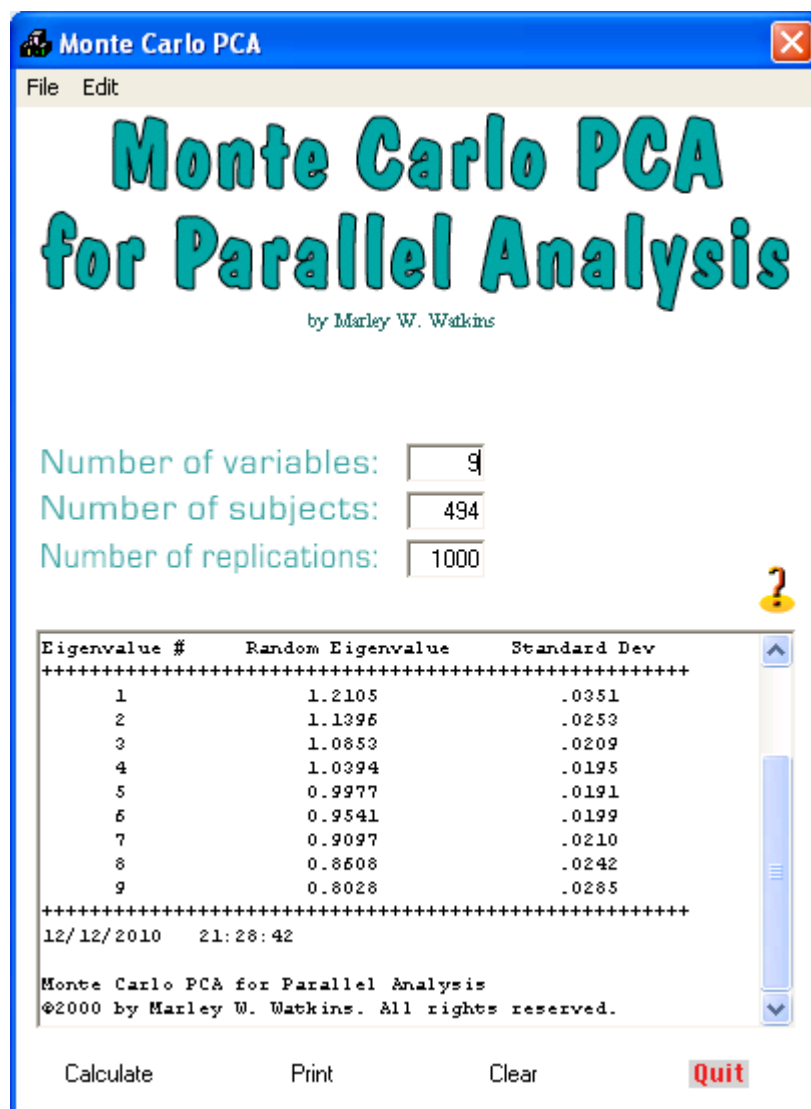 Monte Carlo PCA
File Edit
Monte Carlo PCA
for Parallel Analysis
by Marley W. Watkins
Number of variables: 9
Number of subjects: 494
Number of replications: 1000
?
Eigenvalue # Random Eigenvalue Standard Dev
+++++++++++++++++++++++++++++++++++++++++++++++++++++
1 1.2105 .0351
2 1.1396 .0253
3 1.0853 .0209
4 1.0394 .0195
5 0.9977 .0191
6 0.9541 .0199
7 0.9097 .0210
8 0.8608 .0242
9 0.8028 .0285
+++++++++++++++++++++++++++++++++++++++++++++++++++++
12/12/2010 21:28:42
Monte Carlo PCA for Parallel Analysis
©2000 by Marley W. Watkins. All rights reserved.
Calculate Print Clear Quit